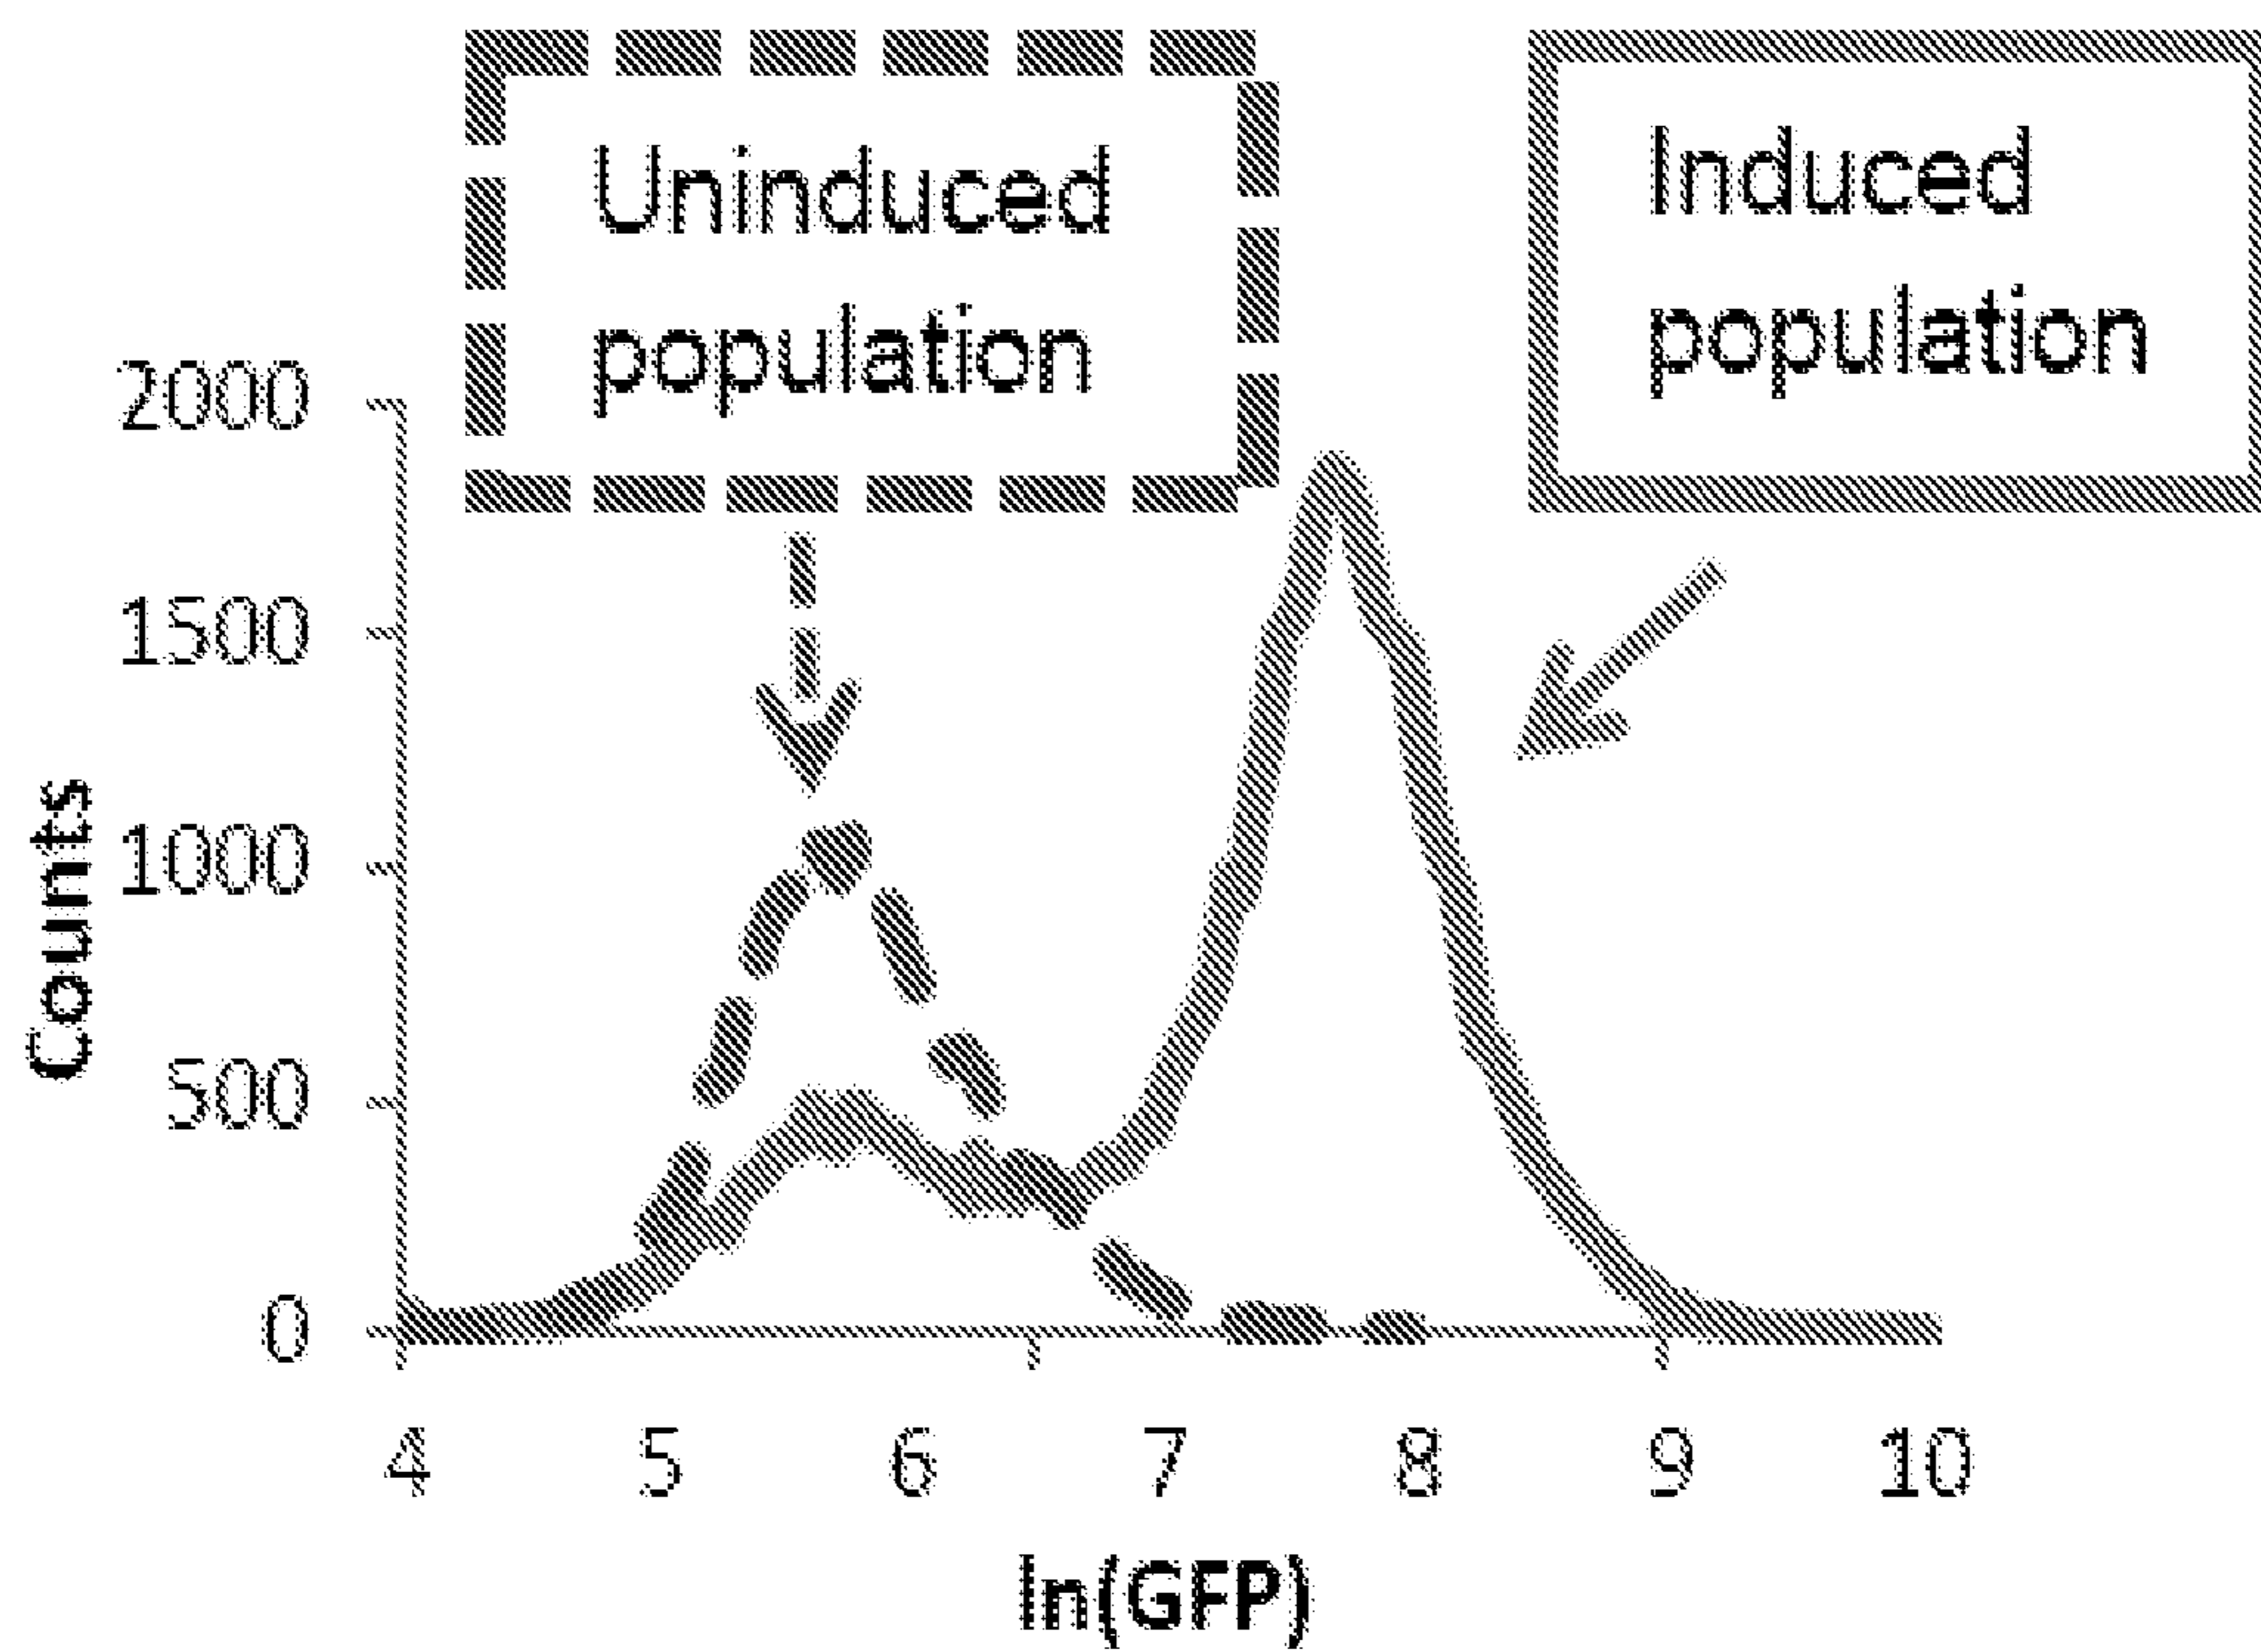 Uninduced
population
Induced
population
2000
1500
1000
500
0
Counts
4 5 6 7 8 9 10
ln(GFP)